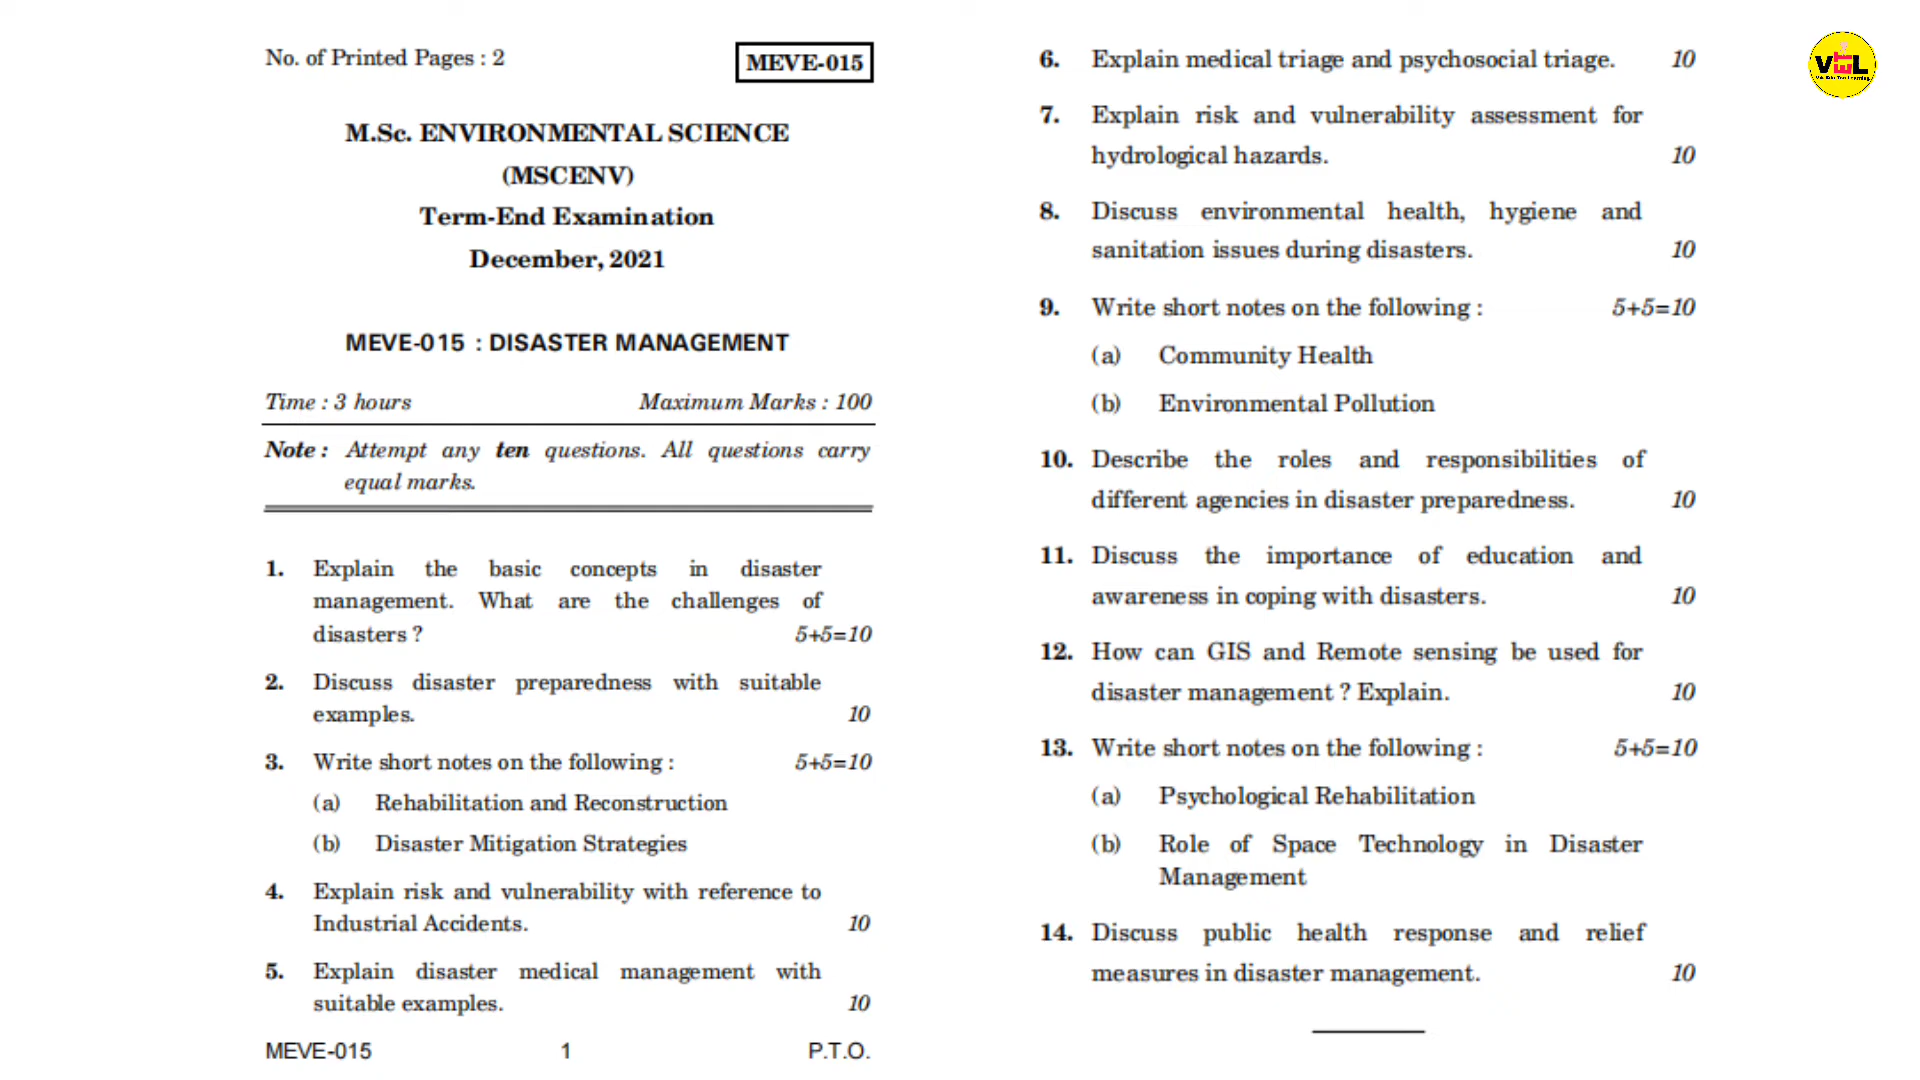 No. of Printed Pages : 2
MEVE-015
M.Sc. ENVIRONMENTAL SCIENCE
(MSCENV)
Term-End Examination
December, 2021
MEVE-015 : DISASTER MANAGEMENT
Time : 3 hours Maximum Marks : 100
Note : Attempt any ten questions. All questions carry
equal marks.
1. Explain the basic concepts in disaster
management. What are the challenges of
disasters ? 5+5=10
2. Discuss disaster preparedness with suitable
examples. 10
3. Write short notes on the following : 5+5=10
(a) Rehabilitation and Reconstruction
(b) Disaster Mitigation Strategies
4. Explain risk and vulnerability with reference to
Industrial Accidents. 10
5. Explain disaster medical management with
suitable examples. 10
MEVE-015 1 P.T.O.
6. Explain medical triage and psychosocial triage. 10
7. Explain risk and vulnerability assessment for
hydrological hazards. 10
8. Discuss environmental health, hygiene and
sanitation issues during disasters. 10
9. Write short notes on the following : 5+5=10
(a) Community Health
(b) Environmental Pollution
10. Describe the roles and responsibilities of
different agencies in disaster preparedness. 10
11. Discuss the importance of education and
awareness in coping with disasters. 10
12. How can GIS and Remote sensing be used for
disaster management ? Explain. 10
13. Write short notes on the following : 5+5=10
(a) Psychological Rehabilitation
(b) Role of Space Technology in Disaster
Management
14. Discuss public health response and relief
measures in disaster management. 10